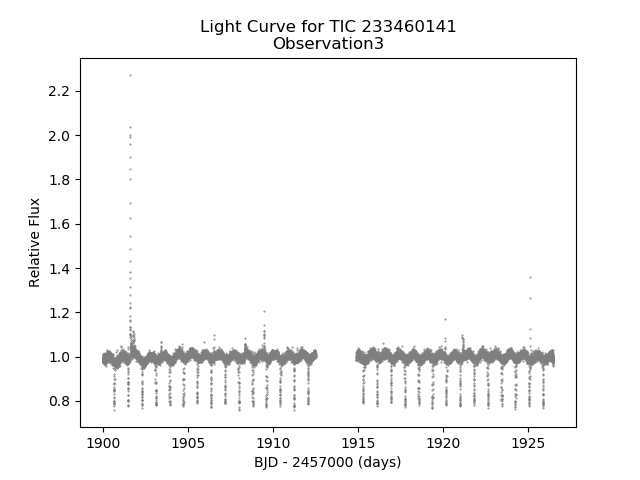 Light Curve for TIC 233460141
Observation3
Relative Flux
2.2
2.0
1.8
1.6
1.4
1.2
1.0
0.8
1900 1905 1910 1915 1920 1925
BJD - 2457000 (days)